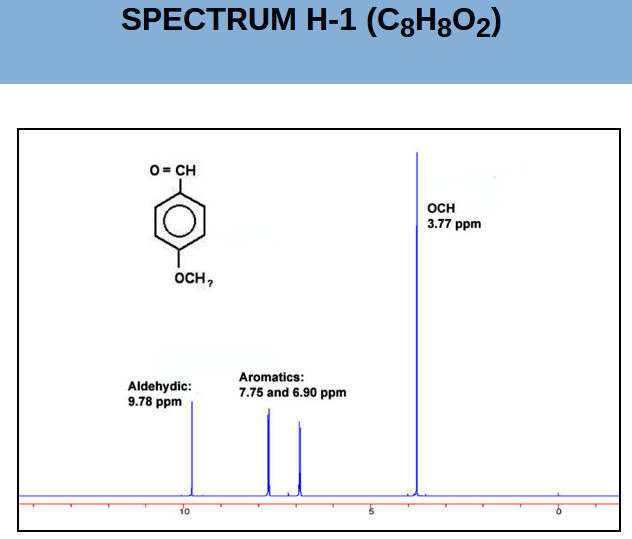 SPECTRUM H-1 (C₈H₈O₂)
O = CH
OCH
3.77 ppm
OCH?
Aromatics:
7.75 and 6.90 ppm
Aldehydic:
9.78 ppm
10
5
0